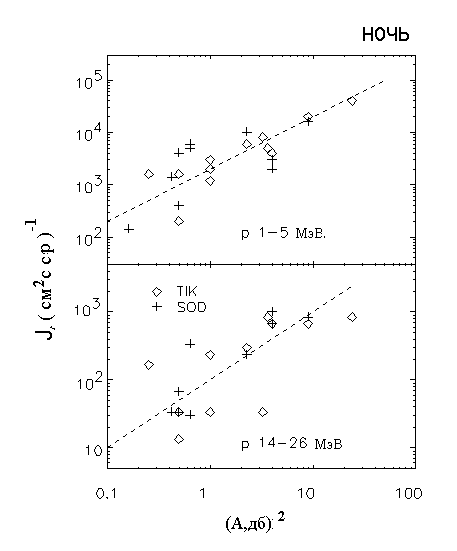 НОЧЬ
10^5
10^4
10^3
10^2
p 1-5 МэВ.
J, ( см^2с ср )^-1
◇ TIK
+ SOD
10^3
10^2
10
p 14-26 МэВ
0.1 1 10 100
(А,дб)^2